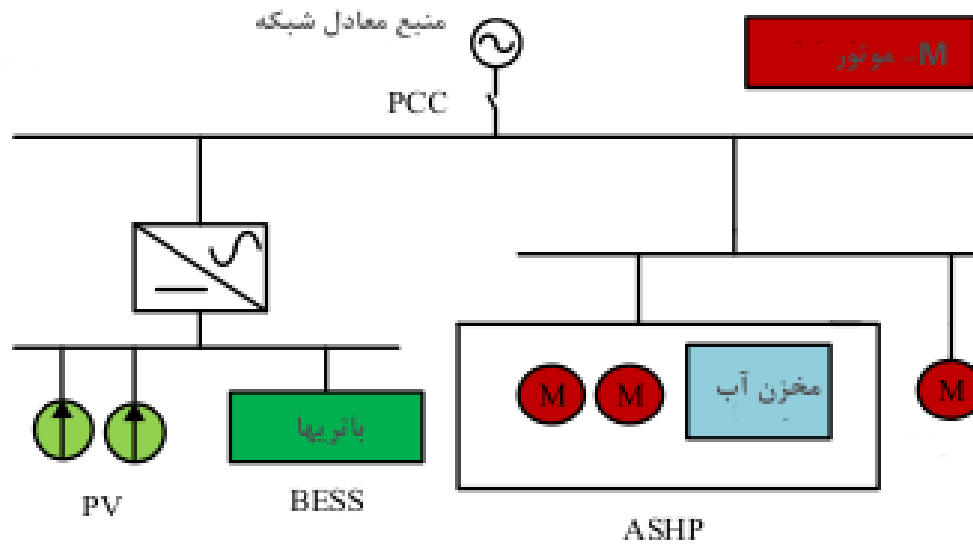 منبع معادل شبکه
M- موتور
PCC
M
M
مخزن آب
M
باتریها
PV
BESS
ASHP